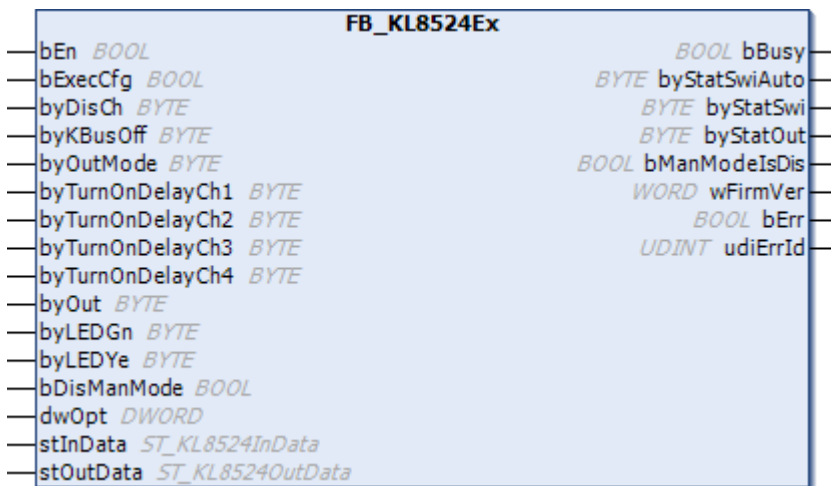 FB_KL8524Ex
bEn BOOL BOOL bBusy
bExecCfg BOOL BYTE byStatSwiAuto
byDisCh BYTE BYTE byStatSwi
byKBusOff BYTE BYTE byStatOut
byOutMode BYTE BOOL bManModeIsDis
byTurnOnDelayCh1 BYTE WORD wFirmVer
byTurnOnDelayCh2 BYTE BOOL bErr
byTurnOnDelayCh3 BYTE UDINT udiErrId
byTurnOnDelayCh4 BYTE
byOut BYTE
byLEDGn BYTE
byLEDYe BYTE
bDisManMode BOOL
dwOpt DWORD
stInData ST_KL8524InData
stOutData ST_KL8524OutData